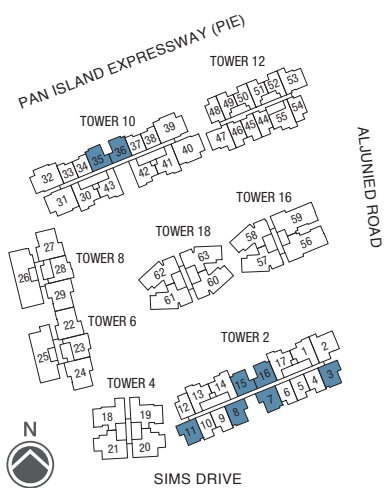 PAN ISLAND EXPRESSWAY (PIE)
TOWER 12
48 49 50 51 52 53
47 46 45 44 55 54
TOWER 10
32 33 34 35 36 37 38 39
31 30 43 42 41 40
ALJUNIED ROAD
TOWER 16
58 59
57 56
TOWER 18
62 63
61 60
TOWER 8
27
26 28
29
TOWER 6
22
25 23
24
TOWER 2
12 13 14 15 16 17 1 2
11 10 9 8 7 6 5 4 3
TOWER 4
18 19
21 20
N
SIMS DRIVE